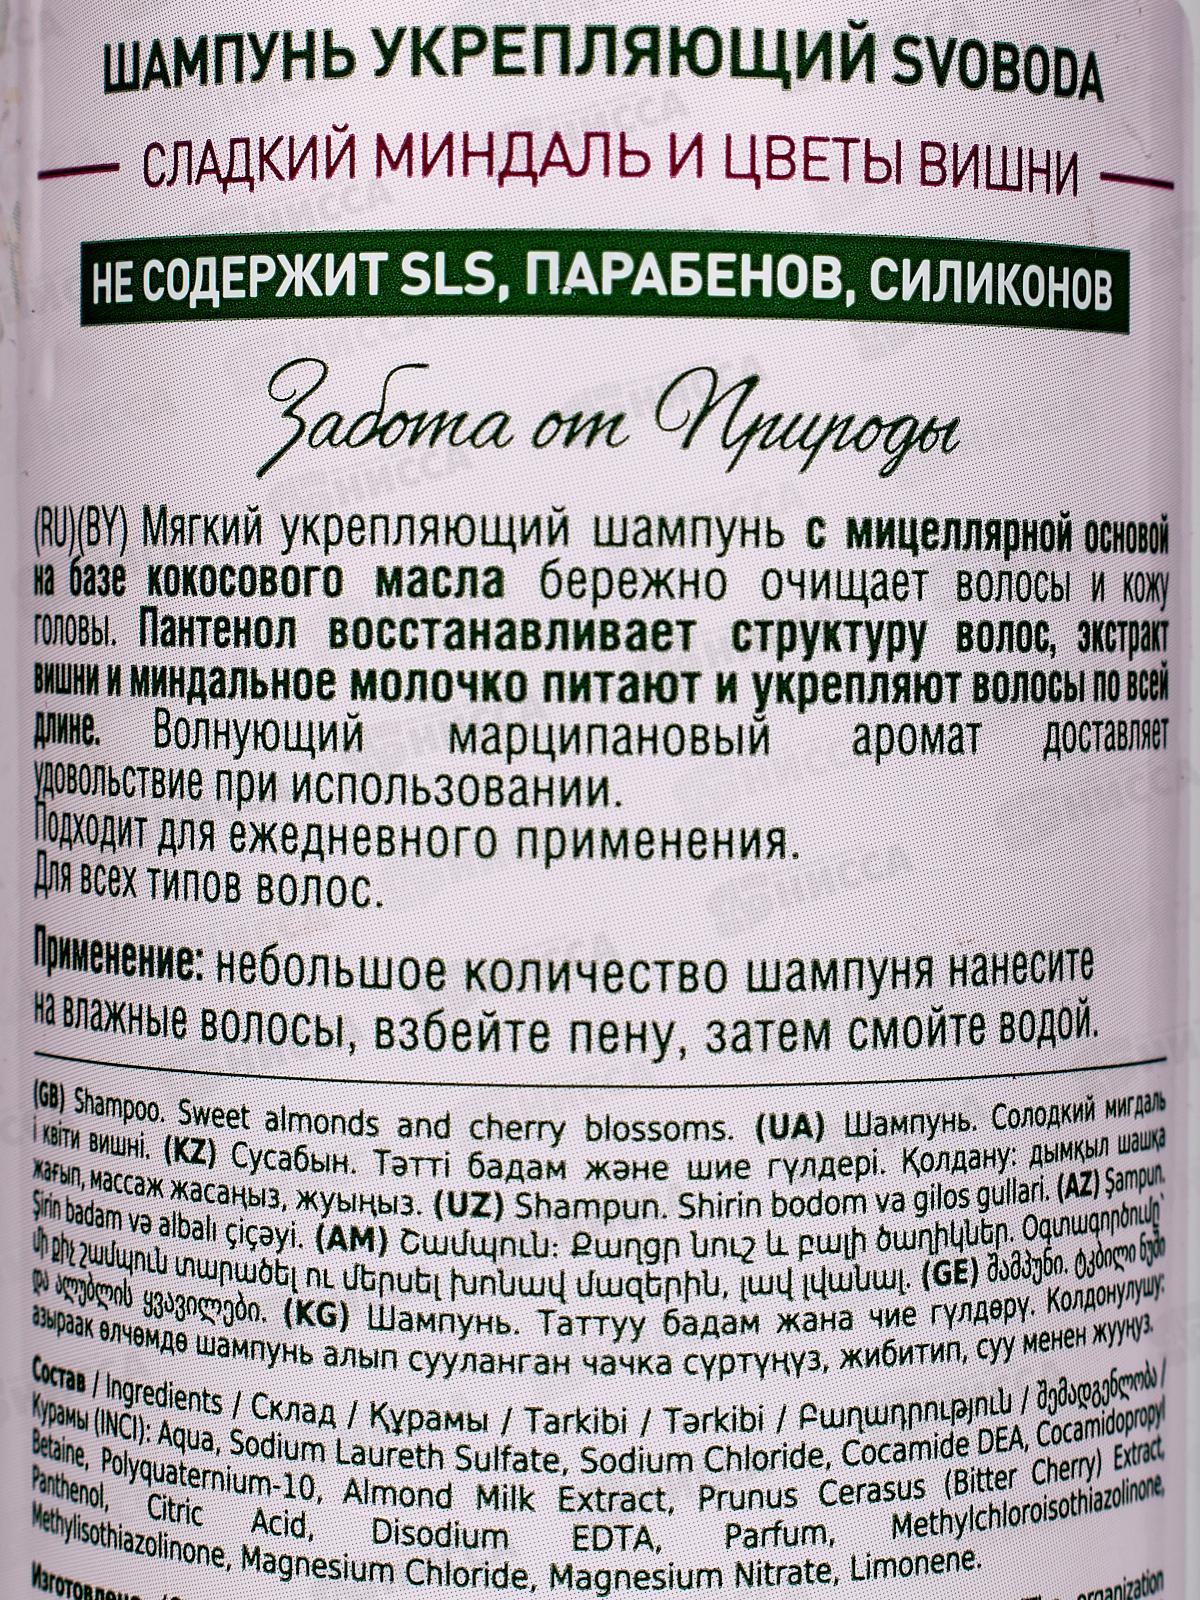 ШАМПУНЬ УКРЕПЛЯЮЩИЙ SVOBODA
СЛАДКИЙ МИНДАЛЬ И ЦВЕТЫ ВИШНИ
НЕ СОДЕРЖИТ SLS, ПАРАБЕНОВ, СИЛИКОНОВ
Забота от Природы
(RU)(BY) Мягкий укрепляющий шампунь с мицеллярной основой
на базе кокосового масла бережно очищает волосы и кожу
головы. Пантенол восстанавливает структуру волос, экстракт
вишни и миндальное молочко питают и укрепляют волосы по всей
длине. Волнующий марципановый аромат доставляет
удовольствие при использовании.
Подходит для ежедневного применения.
Для всех типов волос.
Применение: небольшое количество шампуня нанесите
на влажные волосы, взбейте пену, затем смойте водой.
(GB) Shampoo. Sweet almonds and cherry blossoms. (UA) Шампунь. Солодкий мигдаль
і квіти вишні. (KZ) Сусабын. Тәтті бадам және шие гүлдері. Қолдану: дымқыл шашқа
жағып, массаж жасаңыз, жуыңыз. (UZ) Shampun. Shirin bodom va gilos gullari. (AZ) Şampun.
Şirin badam və albalı çiçəyi. (AM) Շամպուն: Քաղցր նուշ և բալի ծաղիկներ. Օգտագործումը՝
մի քիչ շամպուն տարածել ու մերսել խոնավ մազերին, լավ լվանալ. (GE) შამპუნი. ტკბილი ნუში
და ალუბლის ყვავილები. (KG) Шампунь. Таттуу бадам жана чие гүлдөрү. Колдонулушу:
азыраак өлчөмдө шампунь алып сууланган чачка сүртүңүз, жибитип, суу менен жууңуз.
Состав / Ingredients / Склад / Құрамы / Tarkibi / Tərkibi / Բաղադրություն / შემადგენლობა /
Курамы (INCI): Aqua, Sodium Laureth Sulfate, Sodium Chloride, Cocamide DEA, Cocamidopropyl
Betaine, Polyquaternium-10, Almond Milk Extract, Prunus Cerasus (Bitter Cherry) Extract,
Panthenol, Citric Acid, Disodium EDTA, Parfum, Methylchloroisothiazolinone,
Methylisothiazolinone, Magnesium Chloride, Magnesium Nitrate, Limonene.
organization